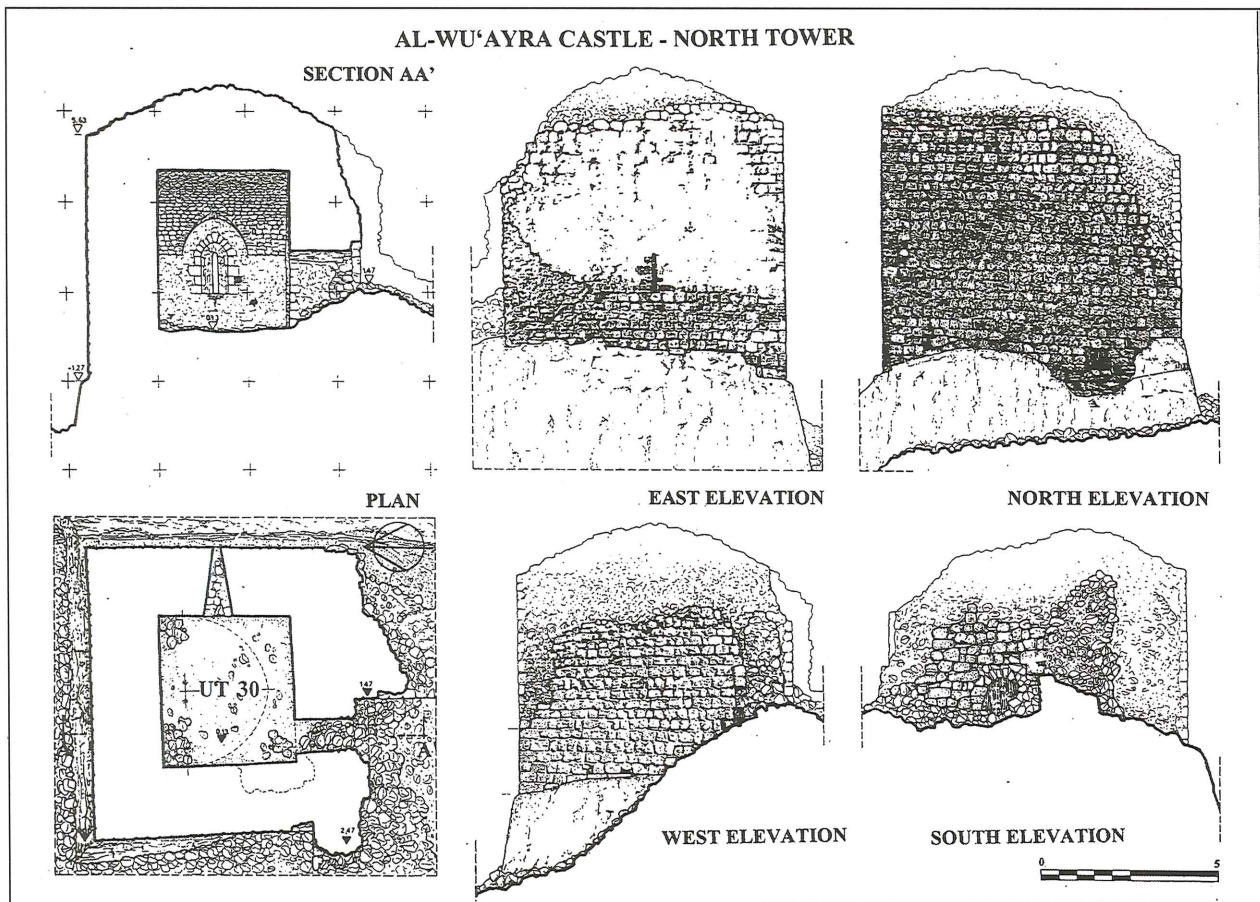 AL-WU‘AYRA CASTLE - NORTH TOWER
SECTION AA’
5,63
1,47
-1,27
PLAN
EAST ELEVATION
NORTH ELEVATION
UT 30
1,47
A
2,47
WEST ELEVATION
SOUTH ELEVATION
0
5